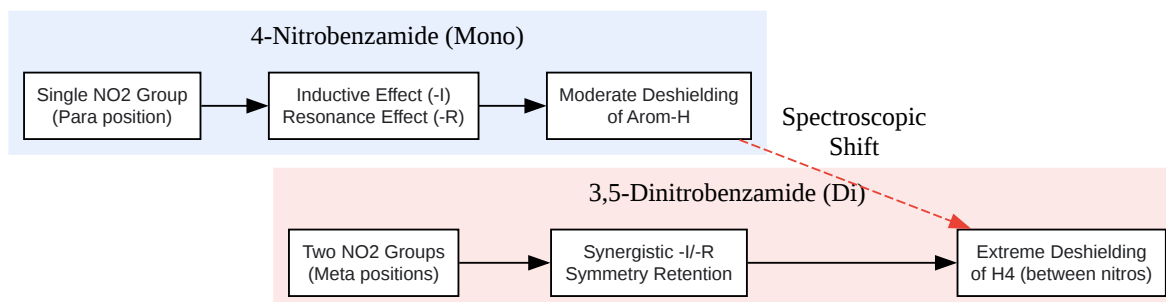 4-Nitrobenzamide (Mono)
Single NO2 Group
(Para position)
Inductive Effect (-I)
Resonance Effect (-R)
Moderate Deshielding
of Arom-H
Spectroscopic
Shift
3,5-Dinitrobenzamide (Di)
Two NO2 Groups
(Meta positions)
Synergistic -I/-R
Symmetry Retention
Extreme Deshielding
of H4 (between nitros)